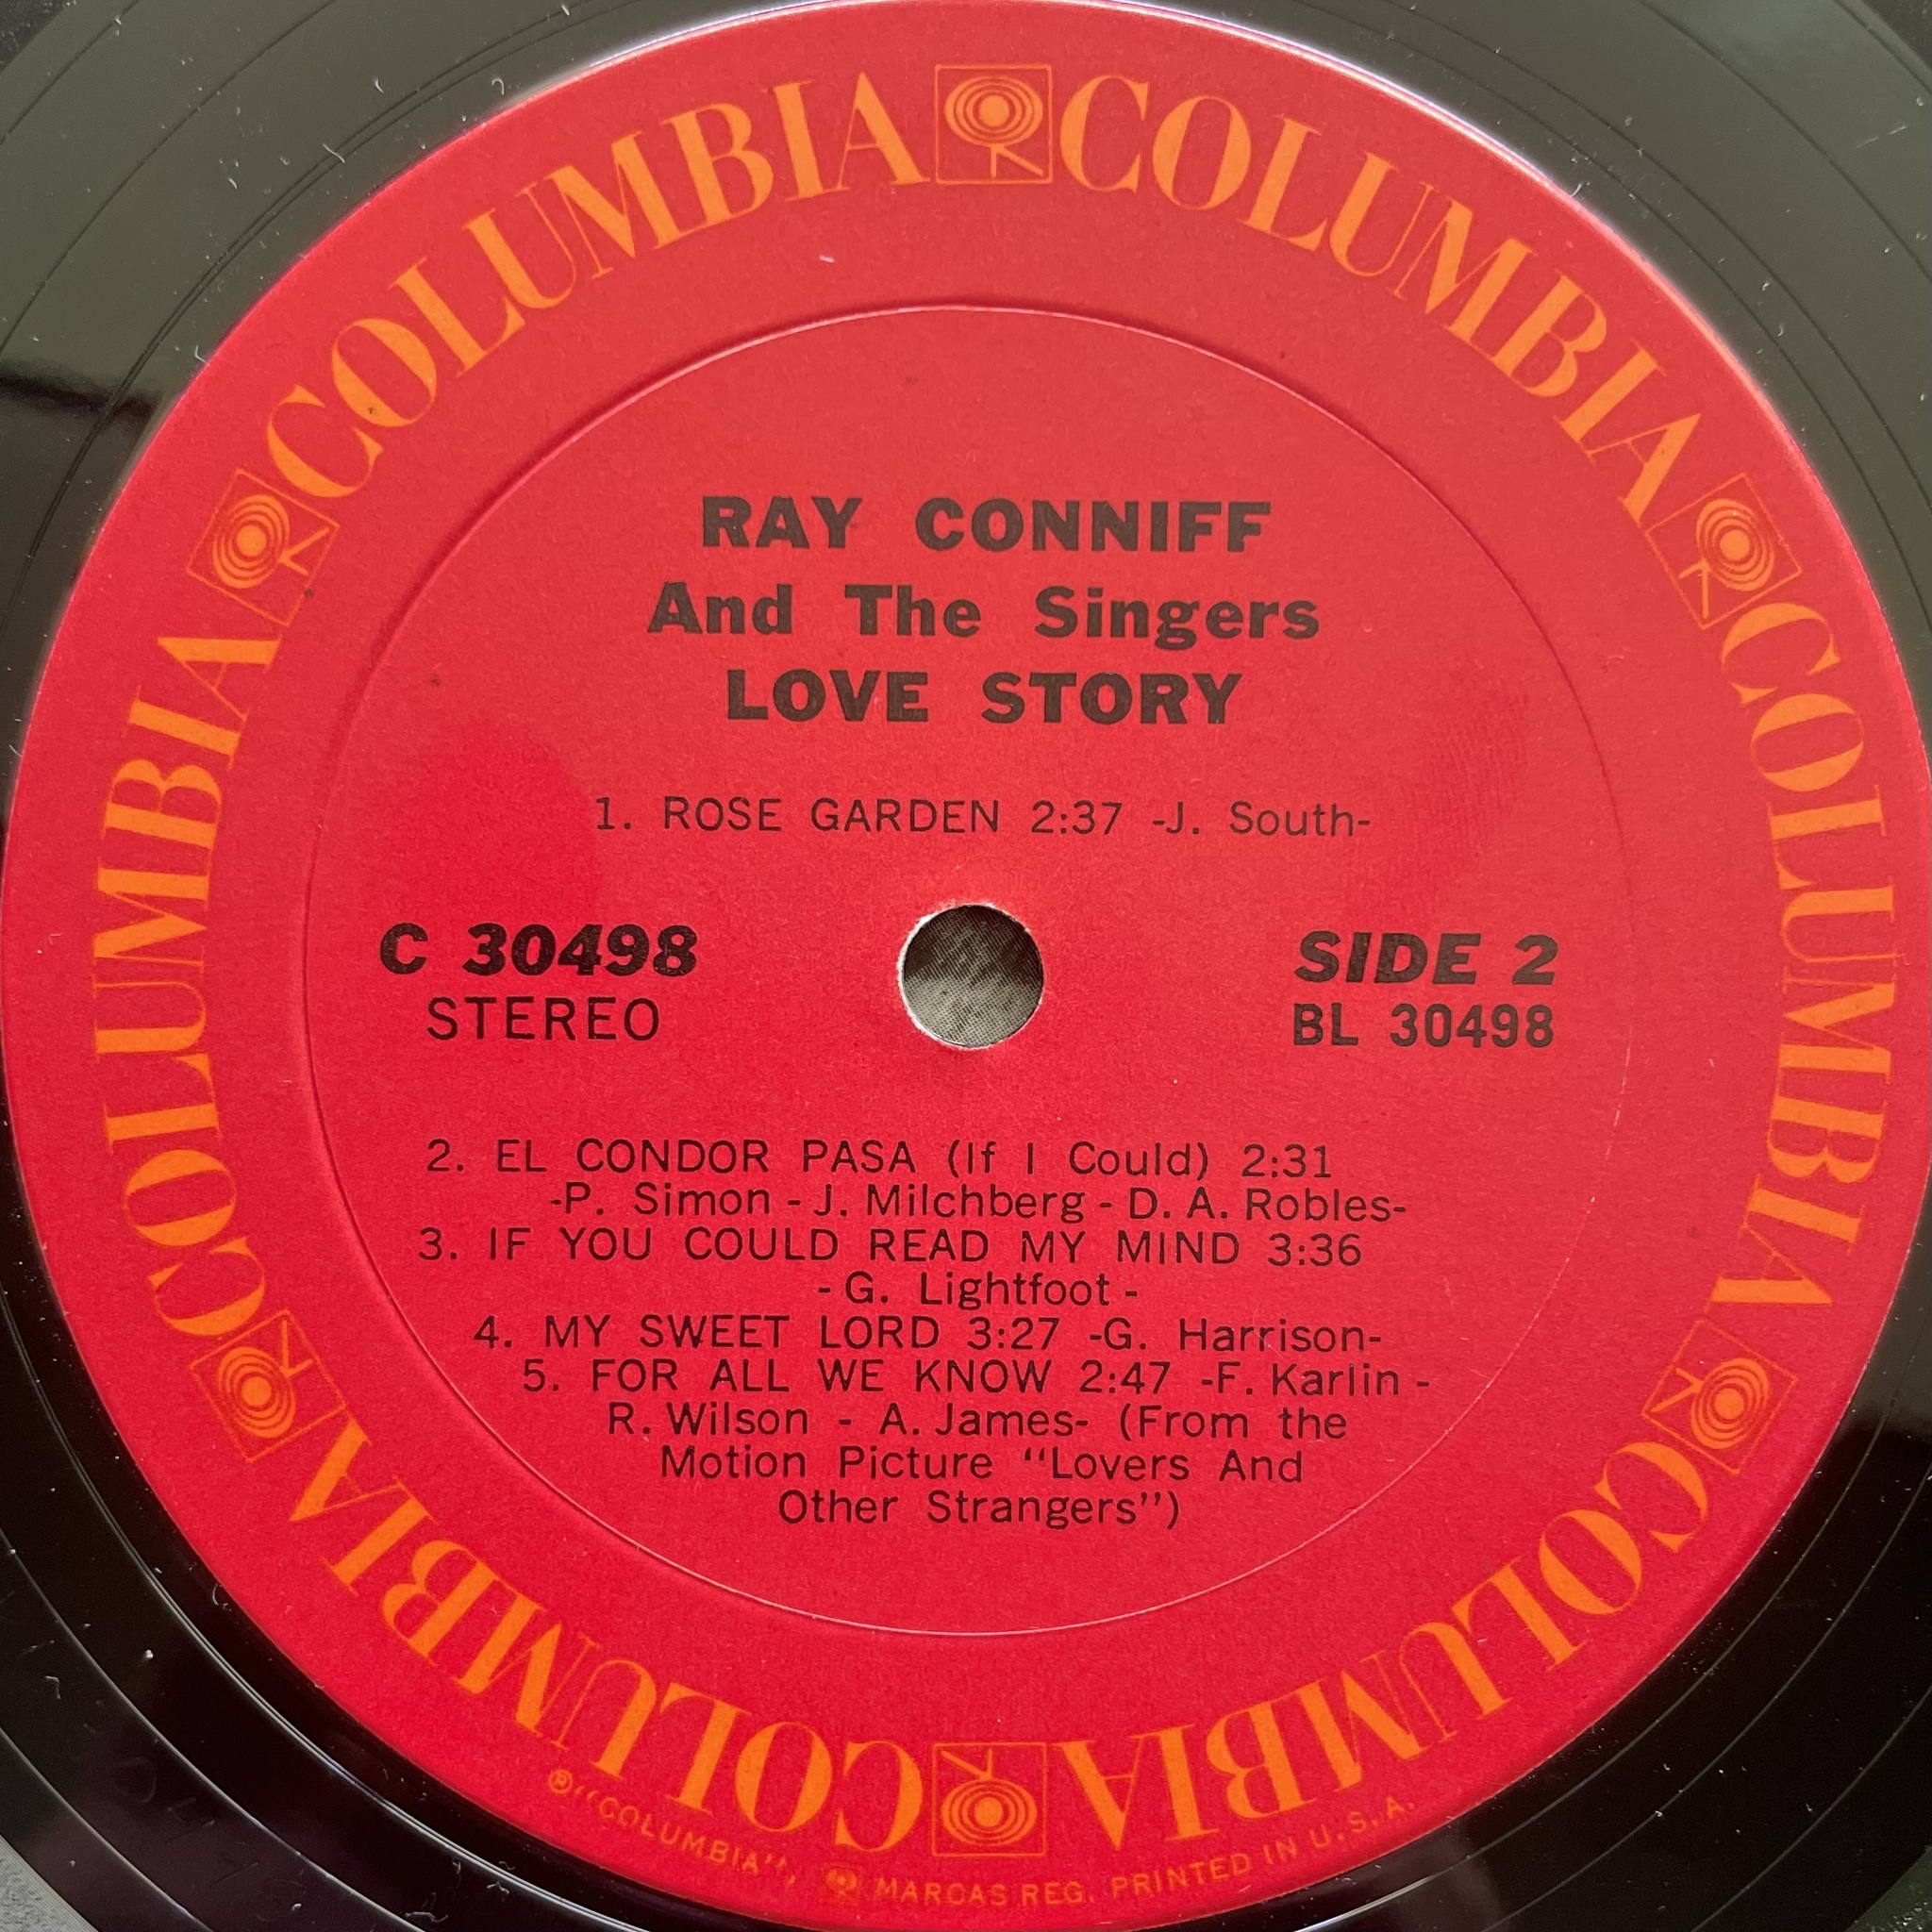 COLUMBIA COLUMBIA COLUMBIA COLUMBIA COLUMBIA COLUMBIA
RAY CONNIFF
And The Singers
LOVE STORY
1. ROSE GARDEN 2:37 -J. South-
C 30498
STEREO
SIDE 2
BL 30498
2. EL CONDOR PASA (If I Could) 2:31
-P. Simon - J. Milchberg - D. A. Robles-
3. IF YOU COULD READ MY MIND 3:36
- G. Lightfoot -
4. MY SWEET LORD 3:27 -G. Harrison-
5. FOR ALL WE KNOW 2:47 -F. Karlin -
R. Wilson - A. James- (From the
Motion Picture "Lovers And
Other Strangers")
℗"COLUMBIA", MARCAS REG. PRINTED IN U.S.A.